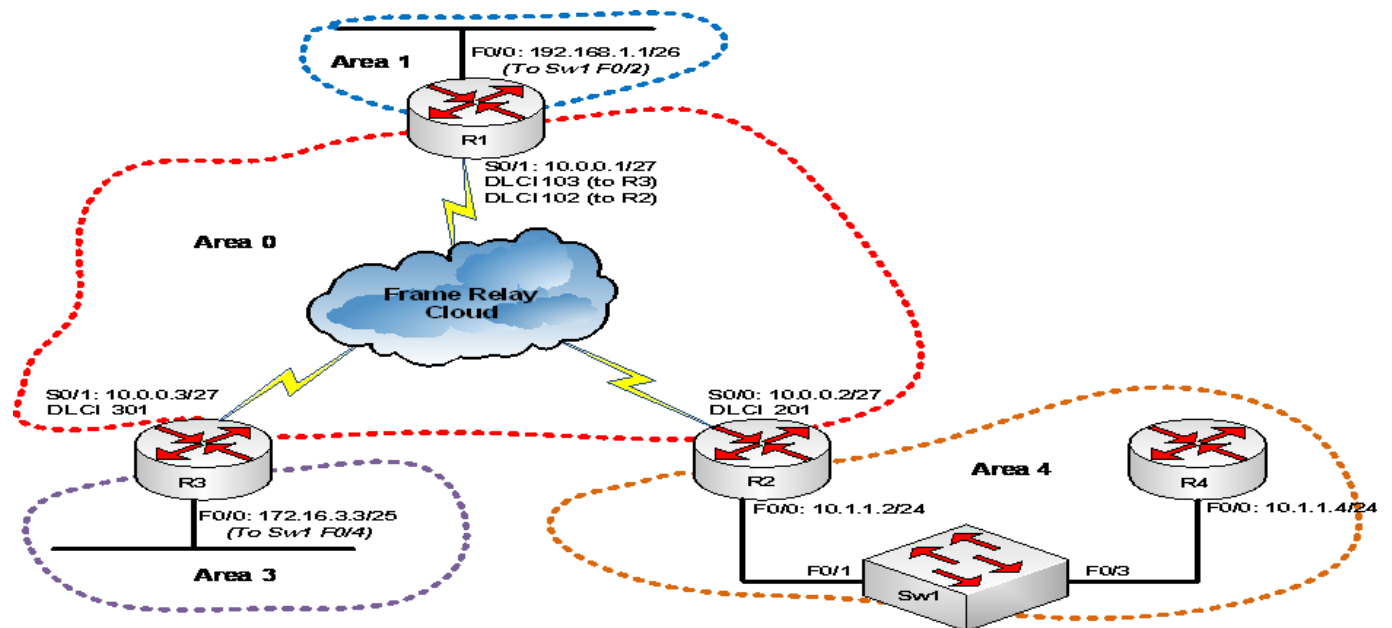 F0/0: 192.168.1.1/26
(To Sw1 F0/2)
Area 1
R1
S0/1: 10.0.0.1/27
DLCI 103 (to R3)
DLCI 102 (to R2)
Area 0
Frame Relay
Cloud
S0/1: 10.0.0.3/27
DLCI 301
S0/0: 10.0.0.2/27
DLCI 201
R3
R2
Area 4
R4
F0/0: 172.16.3.3/25
(To Sw1 F0/4)
F0/0: 10.1.1.2/24
F0/0: 10.1.1.4/24
Area 3
F0/1
F0/3
Sw1